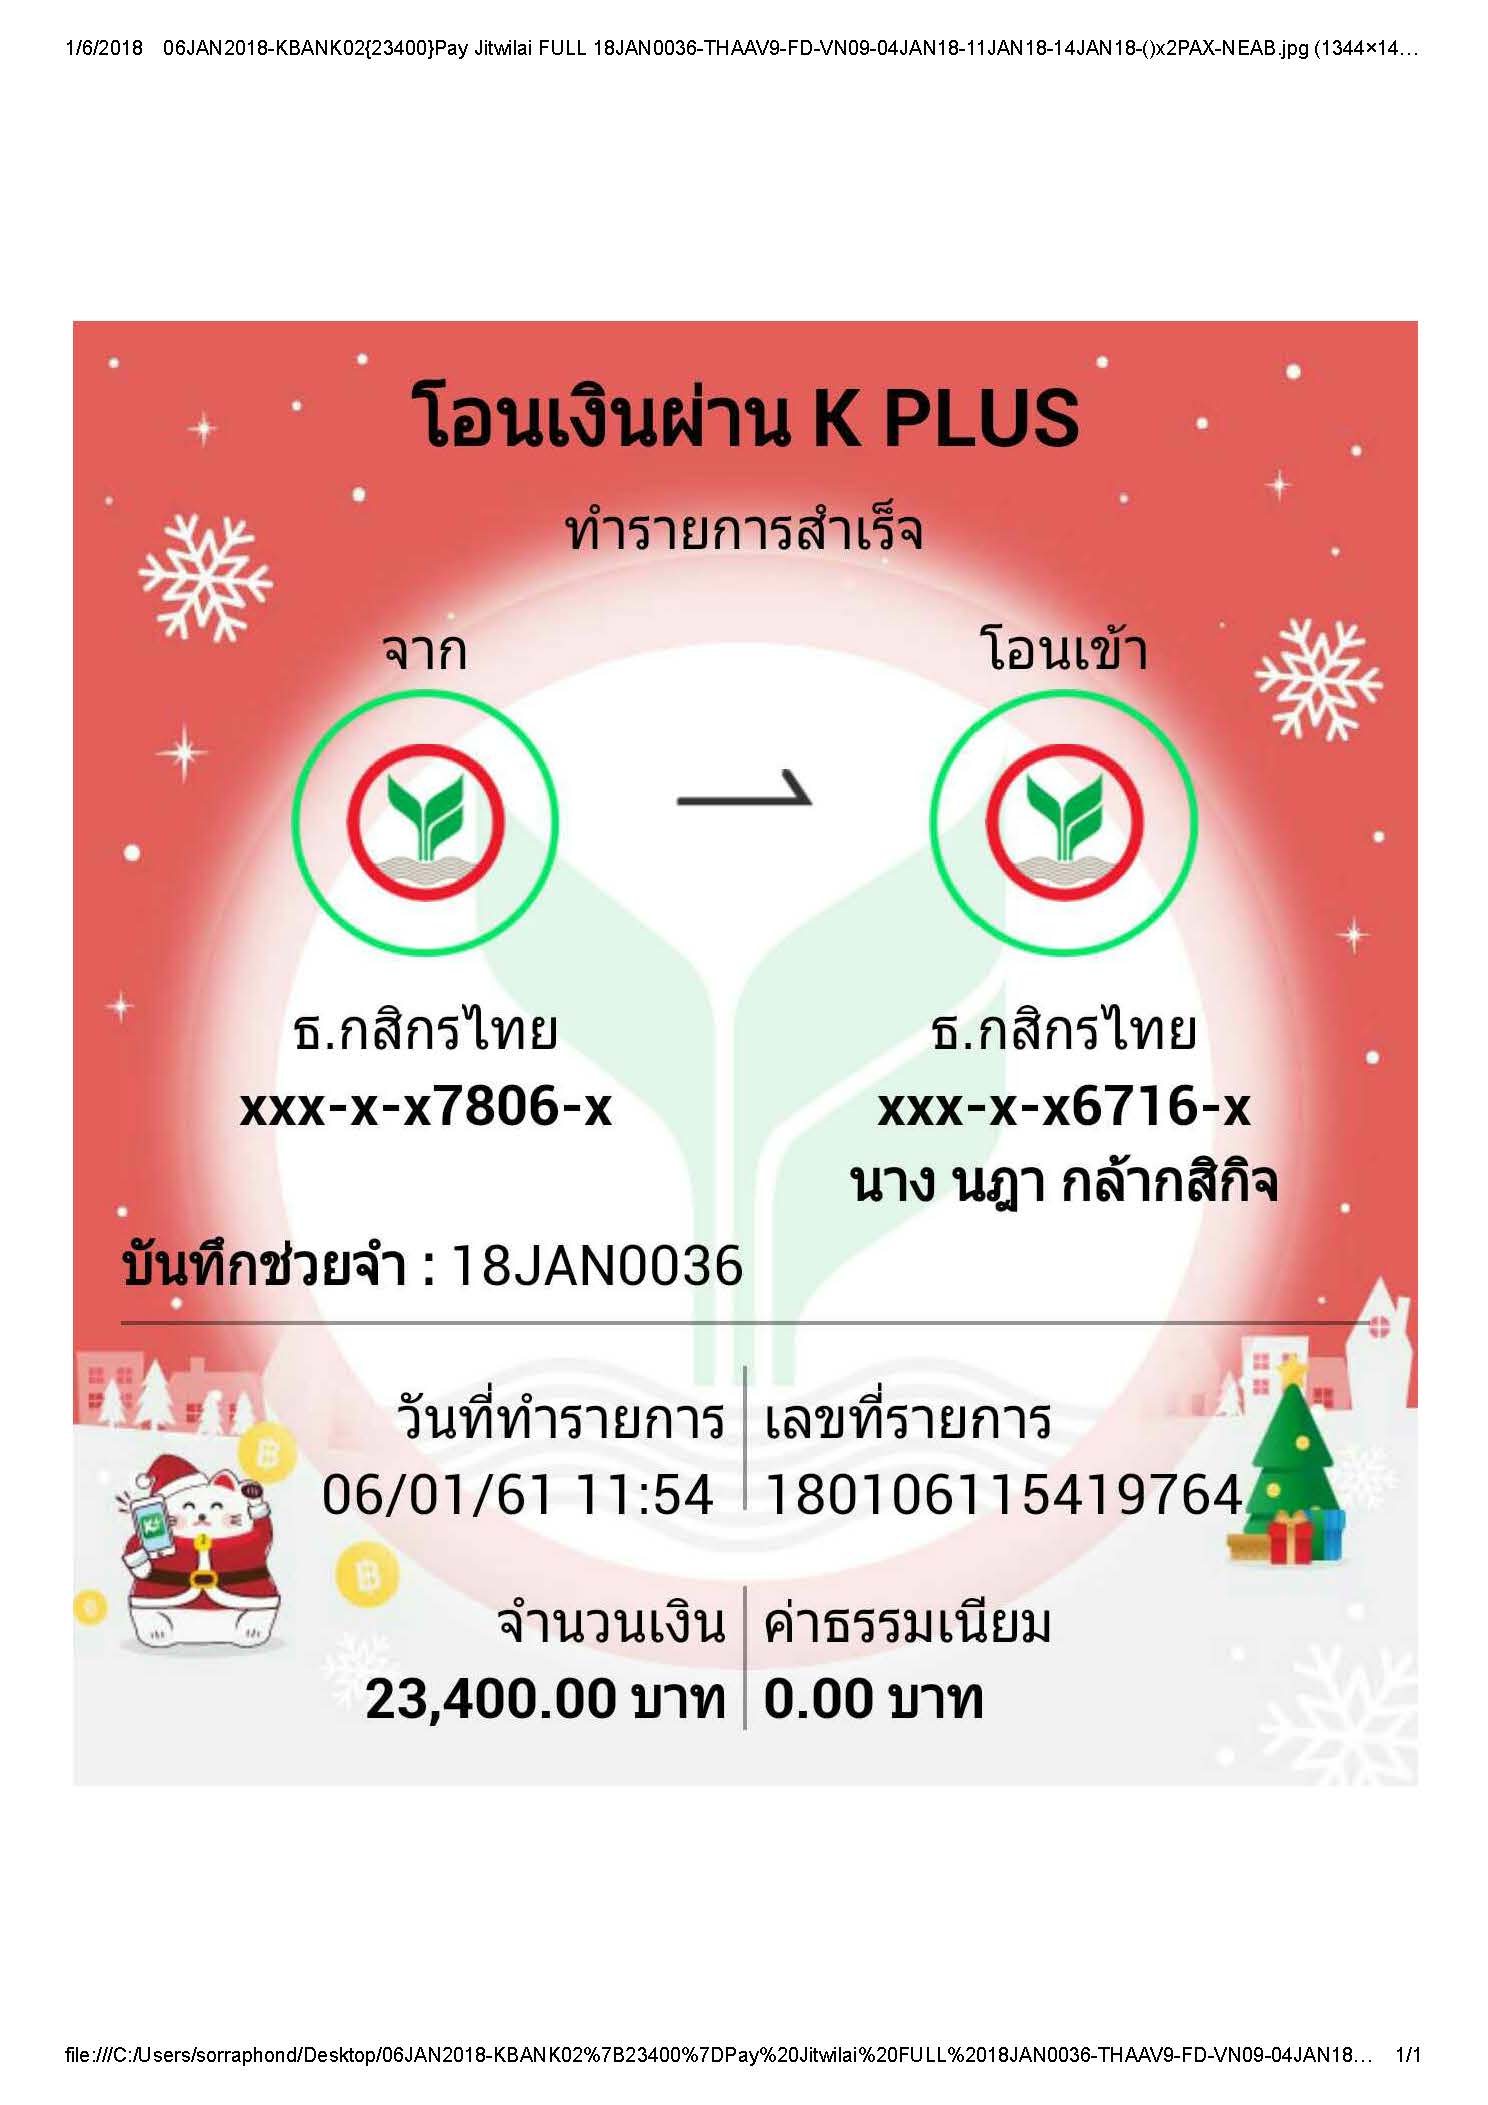 1/6/2018 06JAN2018-KBANK02{23400}Pay Jitwilai FULL 18JAN0036-THAAV9-FD-VN09-04JAN18-11JAN18-14JAN18-()x2PAX-NEAB.jpg (1344×14…
โอนเงินผ่าน K PLUS
ทำรายการสำเร็จ
จาก โอนเข้า
ธ.กสิกรไทย ธ.กสิกรไทย
xxx-x-x7806-x xxx-x-x6716-x
นาง นฎา กล้ากสิกิจ
บันทึกช่วยจำ : 18JAN0036
วันที่ทำรายการ เลขที่รายการ
06/01/61 11:54 180106115419764
จำนวนเงิน ค่าธรรมเนียม
23,400.00 บาท 0.00 บาท
file:///C:/Users/sorraphond/Desktop/06JAN2018-KBANK02%7B23400%7DPay%20Jitwilai%20FULL%2018JAN0036-THAAV9-FD-VN09-04JAN18… 1/1